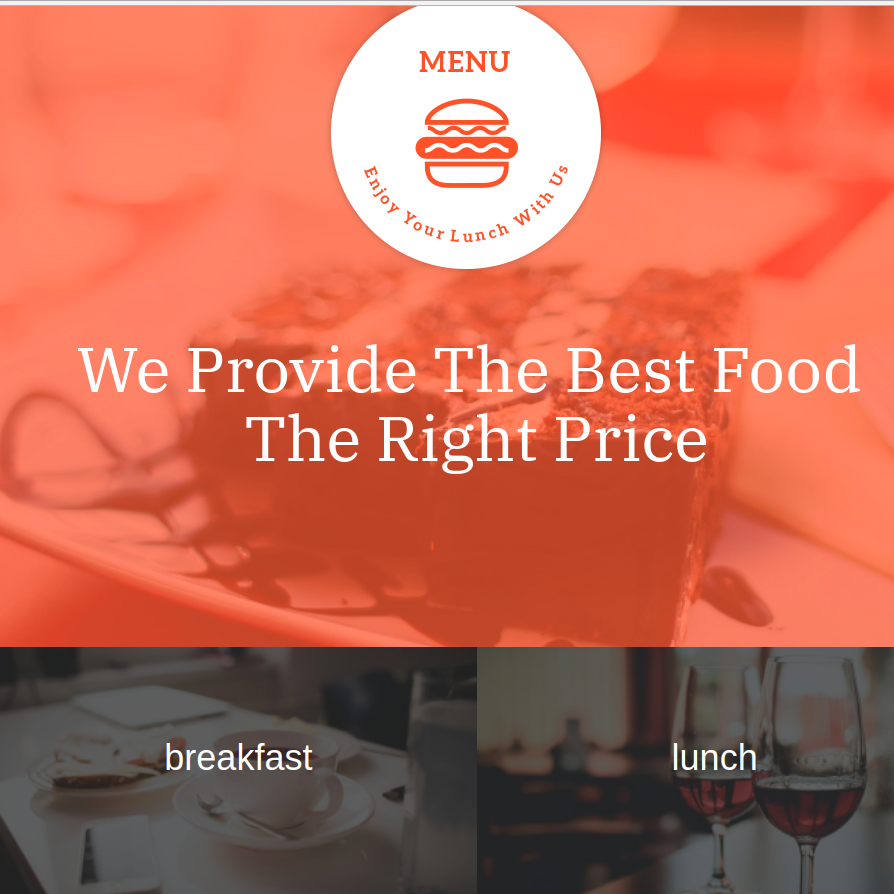 MENU
Enjoy Your Lunch With Us
We Provide The Best Food
The Right Price
breakfast
lunch